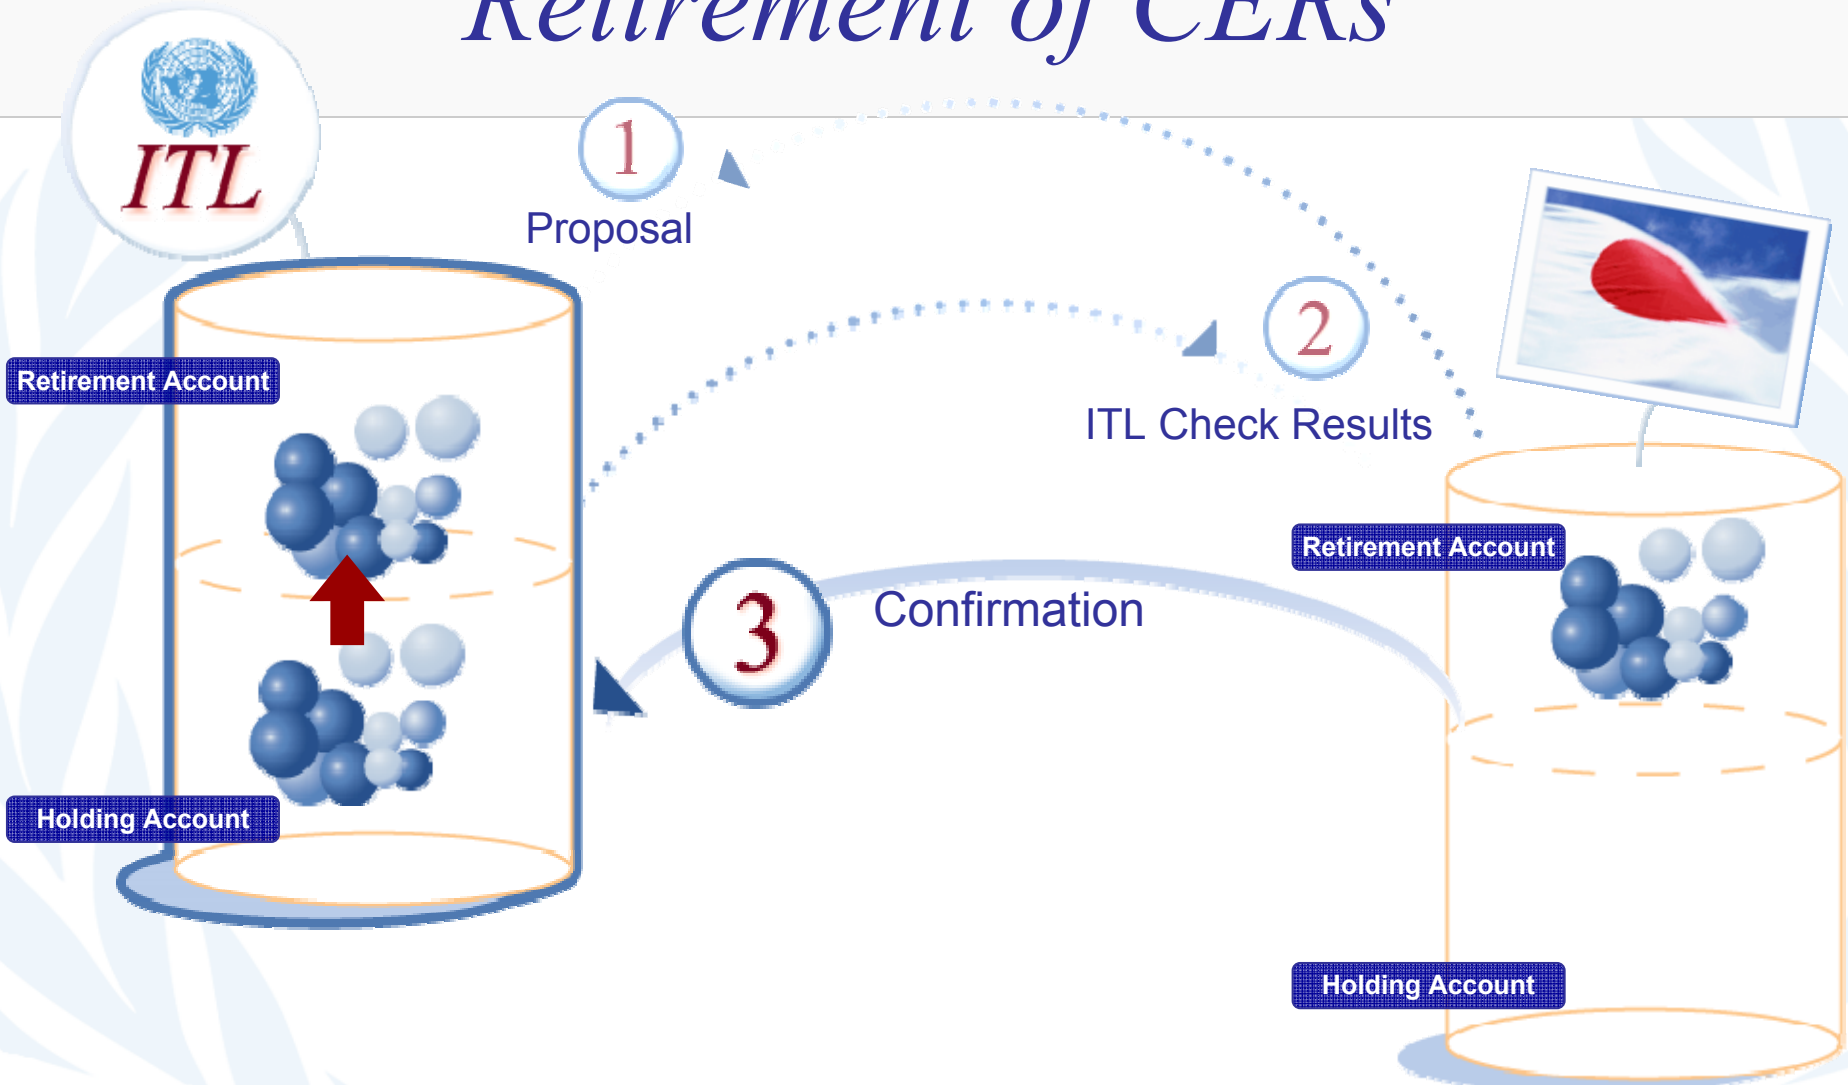 Retirement of CERs
ITL
1
Proposal
2
ITL Check Results
Retirement Account
Retirement Account
3
Confirmation
Holding Account
Holding Account